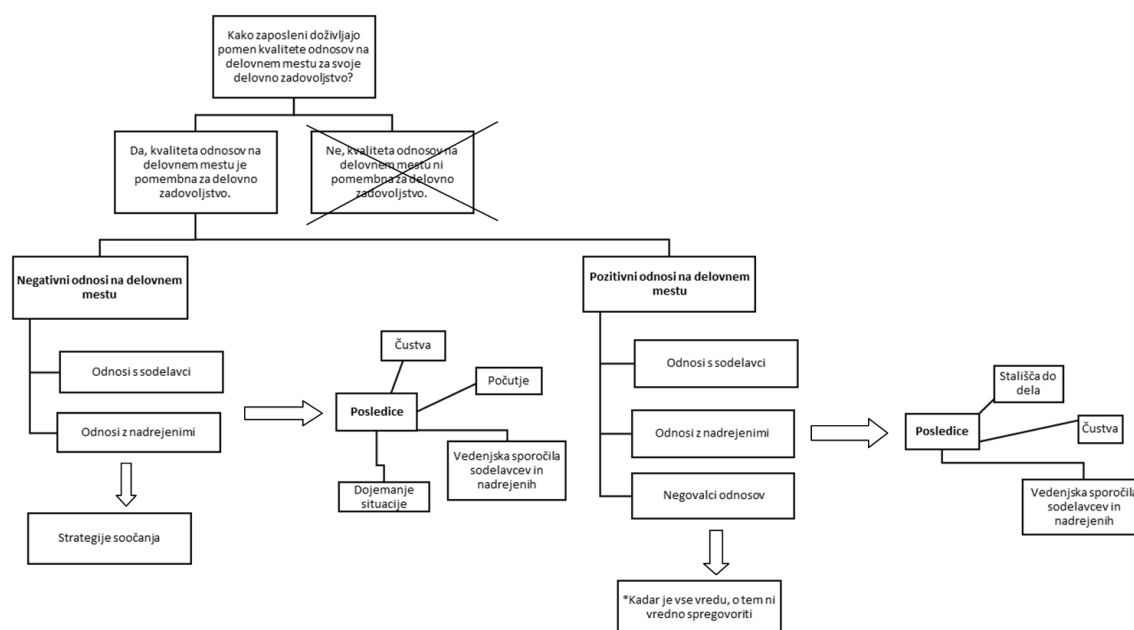 Kako zaposleni doživljajo
pomen kvalitete odnosov na
delovnem mestu za svoje
delovno zadovoljstvo?
Da, kvaliteta odnosov na
delovnem mestu je
pomembna za delovno
zadovoljstvo.
Ne, kvaliteta odnosov na
delovnem mestu ni
pomembna za delovno
zadovoljstvo.
Negativni odnosi na delovnem
mestu
Odnosi s sodelavci
Odnosi z nadrejenimi
Strategije soočanja
Čustva
Počutje
Posledice
Vedenjska sporočila
sodelavcev in
nadrejenih
Dojemanje
situacije
Pozitivni odnosi na delovnem
mestu
Odnosi s sodelavci
Odnosi z nadrejenimi
Negovalci odnosov
*Kadar je vse vredu, o tem ni
vredno spregovoriti
Stališča do
dela
Posledice
Čustva
Vedenjska sporočila
sodelavcev in
nadrejenih